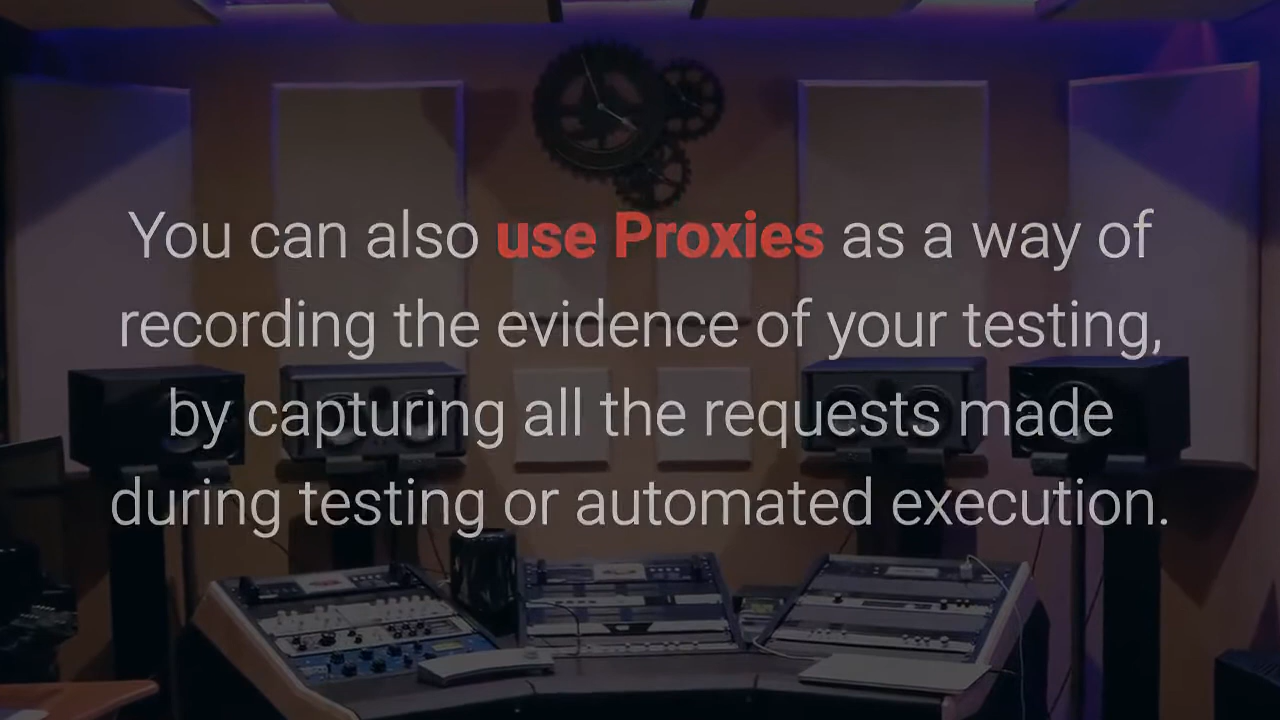 You can also use Proxies as a way of
recording the evidence of your testing,
by capturing all the requests made
during testing or automated execution.